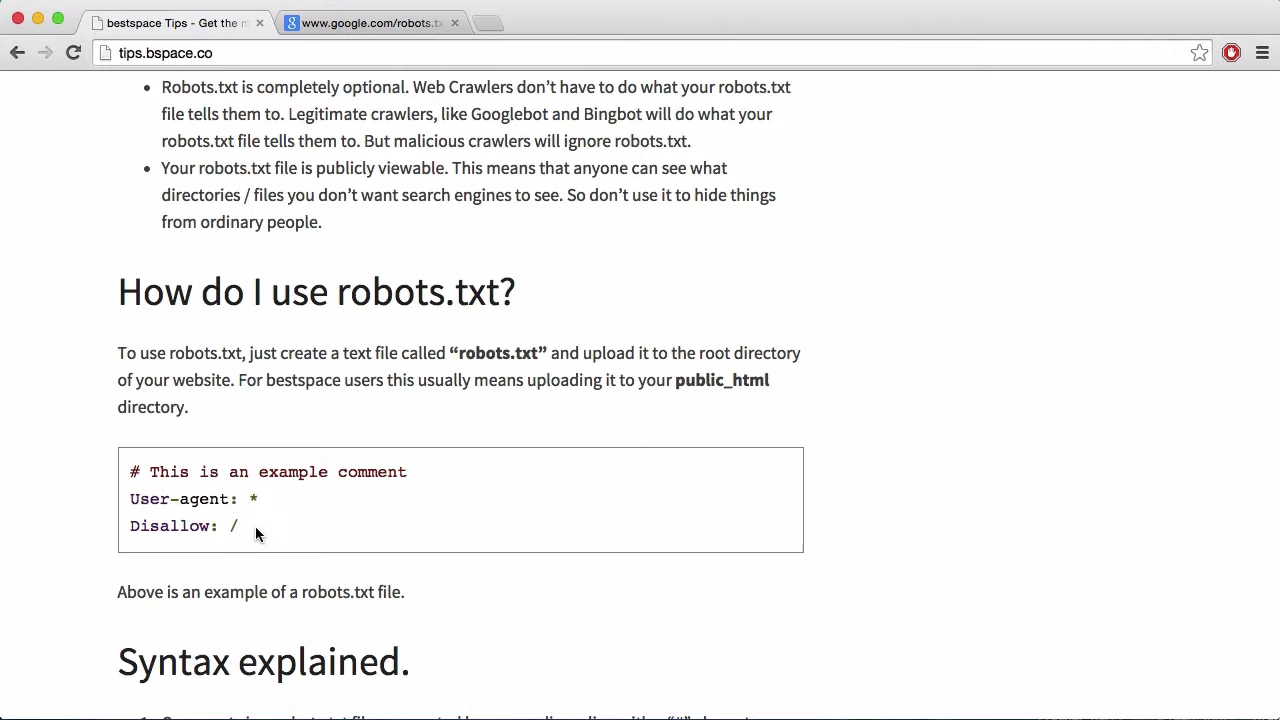 bestspace Tips - Get the
www.google.com/robots.t
tips.bspace.co
• Robots.txt is completely optional. Web Crawlers don’t have to do what your robots.txt
file tells them to. Legitimate crawlers, like Googlebot and Bingbot will do what your
robots.txt file tells them to. But malicious crawlers will ignore robots.txt.
• Your robots.txt file is publicly viewable. This means that anyone can see what
directories / files you don’t want search engines to see. So don’t use it to hide things
from ordinary people.
How do I use robots.txt?
To use robots.txt, just create a text file called “robots.txt” and upload it to the root directory
of your website. For bestspace users this usually means uploading it to your public_html
directory.
# This is an example comment
User-agent: *
Disallow: /
Above is an example of a robots.txt file.
Syntax explained.